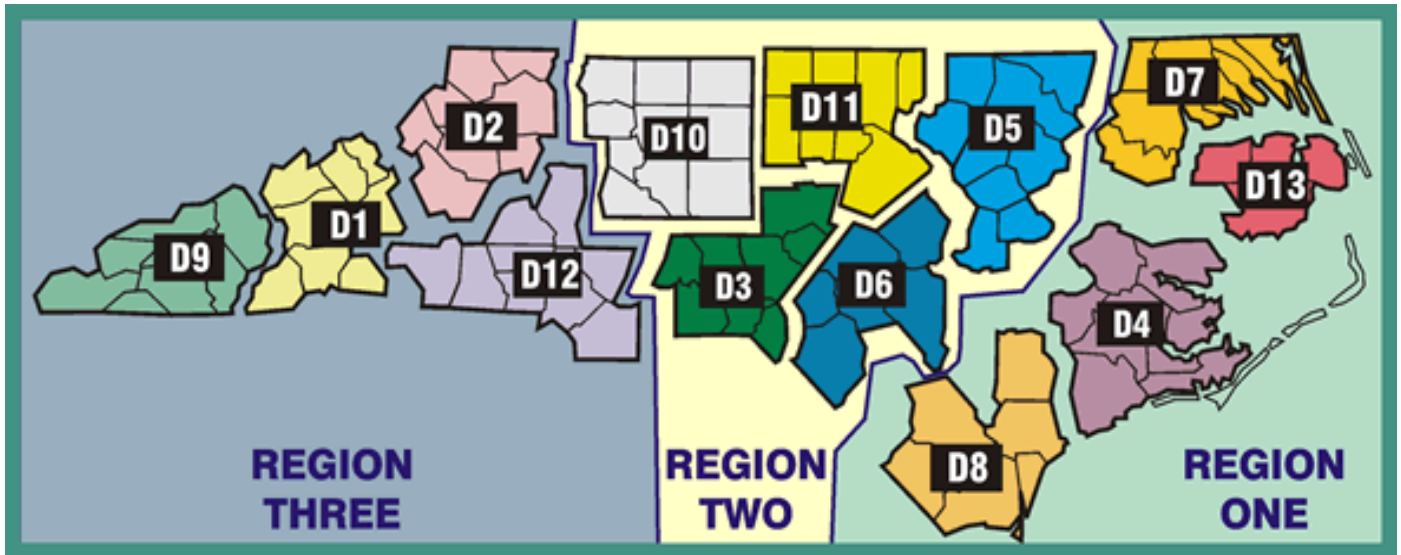 D2
D10
D11
D5
D7
D13
D9
D1
D12
D3
D6
D4
D8
REGION
THREE
REGION
TWO
REGION
ONE